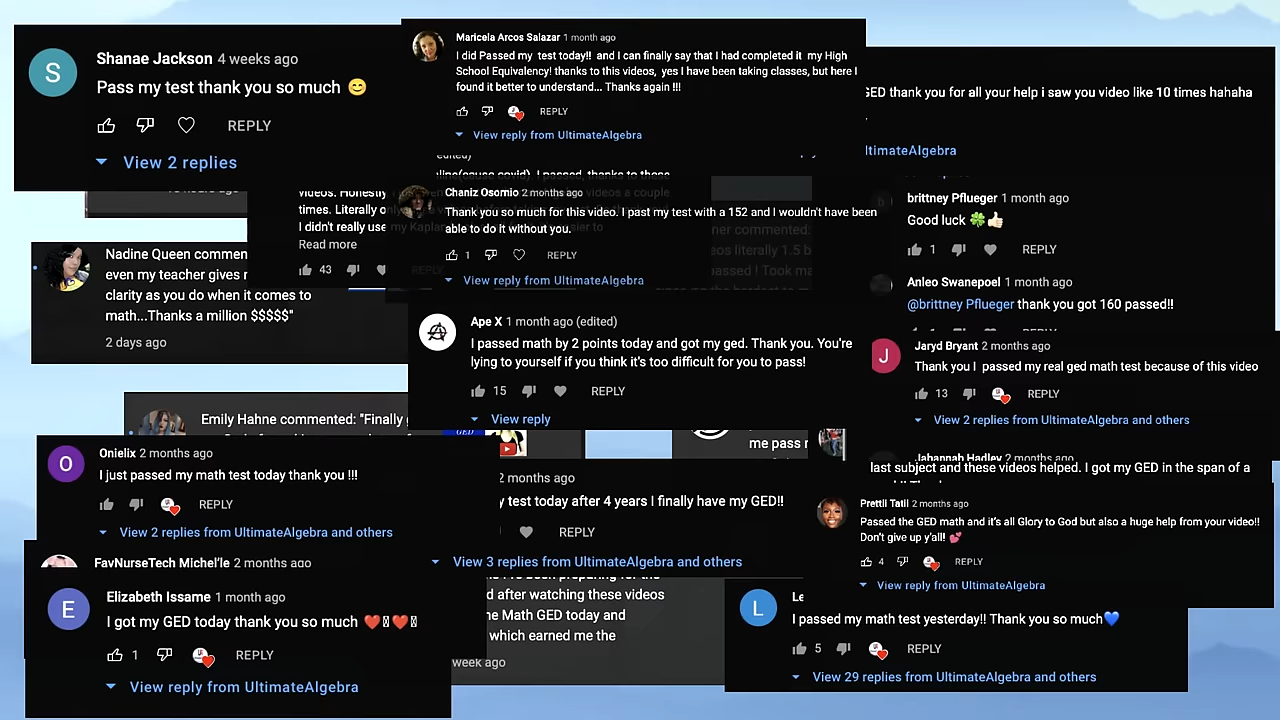 S
Shanae Jackson 4 weeks ago
Pass my test thank you so much 😊
REPLY
View 2 replies
Maricela Arcos Salazar 1 month ago
I did Passed my test today!! and I can finally say that I had completed it my High
School Equivalency! thanks to this videos, yes I have been taking classes, but here I
found it better to understand... Thanks again !!!
REPLY
View reply from UltimateAlgebra
GED thank you for all your help i saw you video like 10 times hahaha
UltimateAlgebra
videos. Honestly
times. Literally
I didn't really use
Read more
43
Chaniz Osornio 2 months ago
Thank you so much for this video. I past my test with a 152 and I wouldn't have been
able to do it without you.
1 REPLY
View reply from UltimateAlgebra
brittney Pflueger 1 month ago
Good luck 🍀👍🏻
1 REPLY
Anleo Swanepoel 1 month ago
@brittney Pflueger thank you got 160 passed!!
Nadine Queen commen
even my teacher gives
clarity as you do when it comes to
math...Thanks a million $$$$$"
2 days ago
Ape X 1 month ago (edited)
I passed math by 2 points today and got my ged. Thank you. You're
lying to yourself if you think it's too difficult for you to pass!
15 REPLY
View reply
J
Jaryd Bryant 2 months ago
Thank you I passed my real ged math test because of this video
13 REPLY
View 2 replies from UltimateAlgebra and others
Emily Hahne commented: "Finally
me pass
O
Onielix 2 months ago
I just passed my math test today thank you !!!
REPLY
View 2 replies from UltimateAlgebra and others
2 months ago
y test today after 4 years I finally have my GED!!
REPLY
View 3 replies from UltimateAlgebra and others
Jahannah Hadley 2 months ago
last subject and these videos helped. I got my GED in the span of a
Prettii Tatii 2 months ago
Passed the GED math and it's all Glory to God but also a huge help from your video!!
Don't give up y'all! 💕
4 REPLY
View reply from UltimateAlgebra
FavNurseTech Michel'le 2 months ago
E
Elizabeth Issame 1 month ago
I got my GED today thank you so much ❤️▯❤️▯
1 REPLY
View reply from UltimateAlgebra
I've been preparing for the
d after watching these videos
e Math GED today and
which earned me the
week ago
L
Le
I passed my math test yesterday!! Thank you so much💙
5 REPLY
View 29 replies from UltimateAlgebra and others